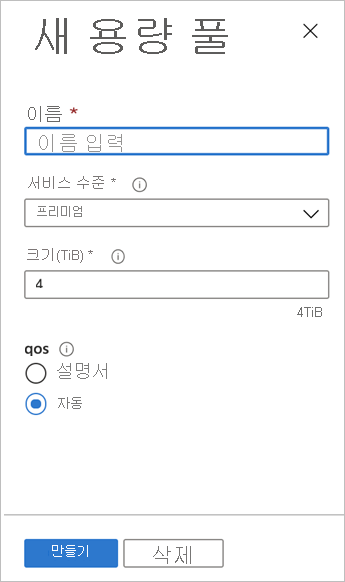 새 용량 풀
이름 *
이름 입력
서비스 수준 *
프리미엄
크기(TiB) *
4
4TiB
qos
설명서
자동
만들기
삭제